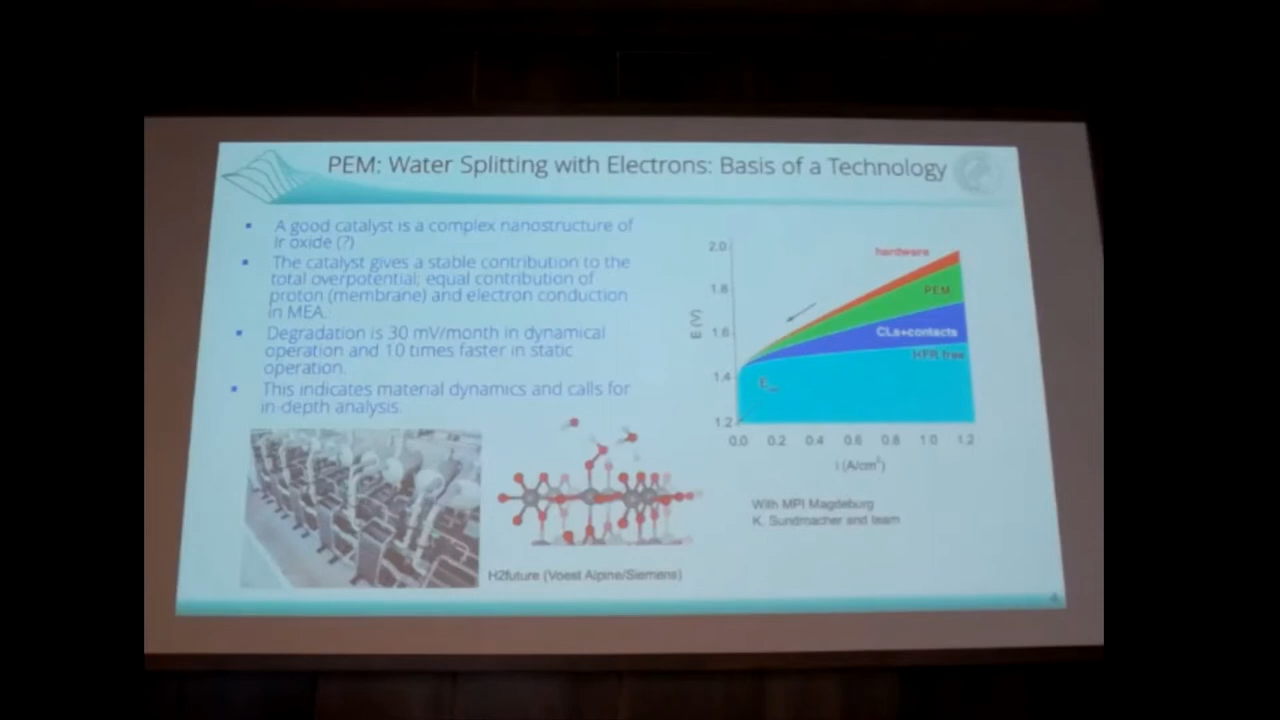 PEM: Water Splitting with Electrons: Basis of a Technology
A good catalyst is a complex nanostructure of
Ir oxide (?)
The catalyst gives a stable contribution to the
total overpotential; equal contribution of
proton (membrane) and electron conduction
in MEA.
Degradation is 30 mV/month in dynamical
operation and 10 times faster in static
operation.
This indicates material dynamics and calls for
in-depth analysis.
2.0
1.8
1.6
1.4
1.2
E (V)
hardware
PEM
CLs+contacts
HFR free
E
0.0 0.2 0.4 0.6 0.8 1.0 1.2
i (A/cm²)
With MPI Magdeburg
K. Sundmacher and team
H2future (Voest Alpine/Siemens)
4